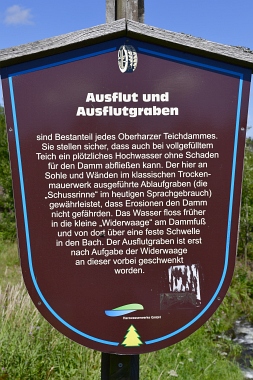 Ausflut und
Ausflutgraben
sind Bestanteil jedes Oberharzer Teichdammes.
Sie stellen sicher, dass auch bei vollgefülltem
Teich ein plötzliches Hochwasser ohne Schaden
für den Damm abfließen kann. Der hier an
Sohle und Wänden im klassischen Trocken-
mauerwerk ausgeführte Ablaufgraben (die
„Schussrinne" im heutigen Sprachgebrauch)
gewährleistet, dass Erosionen den Damm
nicht gefährden. Das Wasser floss früher
in die kleine „Widerwaage" am Dammfuß
und von dort über eine feste Schwelle
in den Bach. Der Ausflutgraben ist erst
nach Aufgabe der Widerwaage
an dieser vorbei geschwenkt
worden.
Harzwasserwerke GmbH